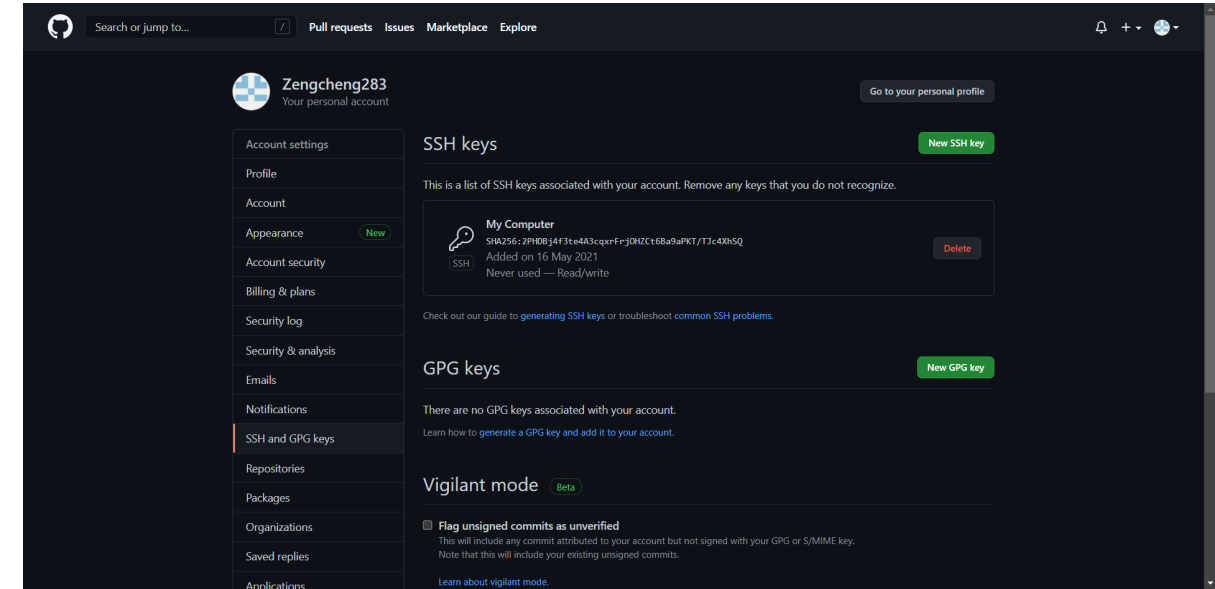 Search or jump to... /
Pull requests Issues Marketplace Explore
Zengcheng283
Your personal account
Go to your personal profile
Account settings
Profile
Account
Appearance New
Account security
Billing & plans
Security log
Security & analysis
Emails
Notifications
SSH and GPG keys
Repositories
Packages
Organizations
Saved replies
Applications
SSH keys
New SSH key
This is a list of SSH keys associated with your account. Remove any keys that you do not recognize.
SSH
My Computer
SHA256:2PHDBj4f3te4A3cqxrFrjOHZCt6Ba9aPKT/TJc4XhSQ
Added on 16 May 2021
Never used — Read/write
Delete
Check out our guide to generating SSH keys or troubleshoot common SSH problems.
GPG keys
New GPG key
There are no GPG keys associated with your account.
Learn how to generate a GPG key and add it to your account.
Vigilant mode Beta
Flag unsigned commits as unverified
This will include any commit attributed to your account but not signed with your GPG or S/MIME key.
Note that this will include your existing unsigned commits.
Learn about vigilant mode.